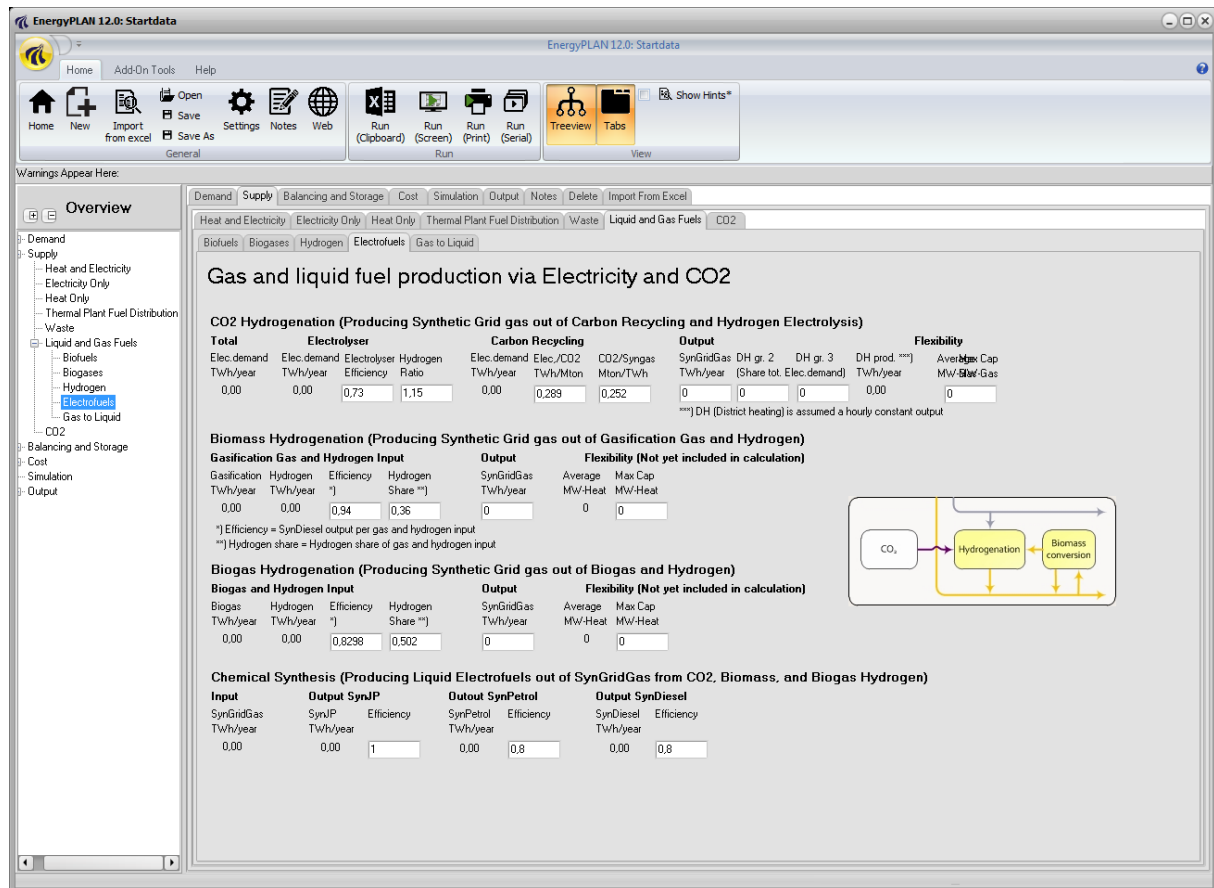 EnergyPLAN 12.0: Startdata
EnergyPLAN 12.0: Startdata
Home Add-On Tools Help
Home New Import from excel Open Save Save As Settings Notes Web Run (Clipboard) Run (Screen) Run (Print) Run (Serial) Treeview Tabs Show Hints*
General Run View
Warnings Appear Here:
Overview
Demand
Supply
Heat and Electricity
Electricity Only
Heat Only
Thermal Plant Fuel Distribution
Waste
Liquid and Gas Fuels
Biofuels
Biogases
Hydrogen
Electrofuels
Gas to Liquid
CO2
Balancing and Storage
Cost
Simulation
Output
Demand Supply Balancing and Storage Cost Simulation Output Notes Delete Import From Excel
Heat and Electricity Electricity Only Heat Only Thermal Plant Fuel Distribution Waste Liquid and Gas Fuels CO2
Biofuels Biogases Hydrogen Electrofuels Gas to Liquid
Gas and liquid fuel production via Electricity and CO2
CO2 Hydrogenation (Producing Synthetic Grid gas out of Carbon Recycling and Hydrogen Electrolysis)
Total Electrolyser Carbon Recycling Output Flexibility
Elec.demand Elec.demand Electrolyser Hydrogen Elec.demand Elec./CO2 CO2/Syngas SynGridGas DH gr. 2 DH gr. 3 DH prod. ***) Average Max Cap
TWh/year TWh/year Efficiency Ratio TWh/year TWh/Mton Mton/TWh TWh/year (Share tot. Elec.demand) TWh/year MW-Gas
0,00 0,00 0,73 1,15 0,00 0,289 0,252 0 0 0 0,00 0
***) DH (District heating) is assumed a hourly constant output
Biomass Hydrogenation (Producing Synthetic Grid gas out of Gasification Gas and Hydrogen)
Gasification Gas and Hydrogen Input Output Flexibility (Not yet included in calculation)
Gasification Hydrogen Efficiency Hydrogen SynGridGas Average Max Cap
TWh/year TWh/year *) Share **) TWh/year MW-Heat MW-Heat
0,00 0,00 0,94 0,36 0 0 0
*) Efficiency = SynDiesel output per gas and hydrogen input
**) Hydrogen share = Hydrogen share of gas and hydrogen input
Biogas Hydrogenation (Producing Synthetic Grid gas out of Biogas and Hydrogen)
Biogas and Hydrogen Input Output Flexibility (Not yet included in calculation)
Biogas Hydrogen Efficiency Hydrogen SynGridGas Average Max Cap
TWh/year TWh/year *) Share **) TWh/year MW-Heat MW-Heat
0,00 0,00 0,8298 0,502 0 0 0
CO₂ Hydrogenation Biomass conversion
Chemical Synthesis (Producing Liquid Electrofuels out of SynGridGas from CO2, Biomass, and Biogas Hydrogen)
Input Output SynJP Outout SynPetrol Output SynDiesel
SynGridGas SynJP Efficiency SynPetrol Efficiency SynDiesel Efficiency
TWh/year TWh/year TWh/year TWh/year
0,00 0,00 1 0,00 0,8 0,00 0,8